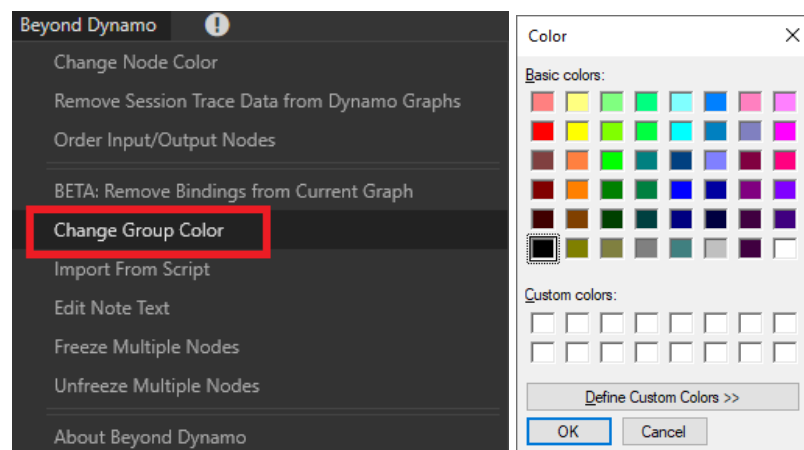 Beyond Dynamo
Change Node Color
Remove Session Trace Data from Dynamo Graphs
Order Input/Output Nodes
BETA: Remove Bindings from Current Graph
Change Group Color
Import From Script
Edit Note Text
Freeze Multiple Nodes
Unfreeze Multiple Nodes
About Beyond Dynamo
Color
Basic colors:
Custom colors:
Define Custom Colors >>
OK Cancel